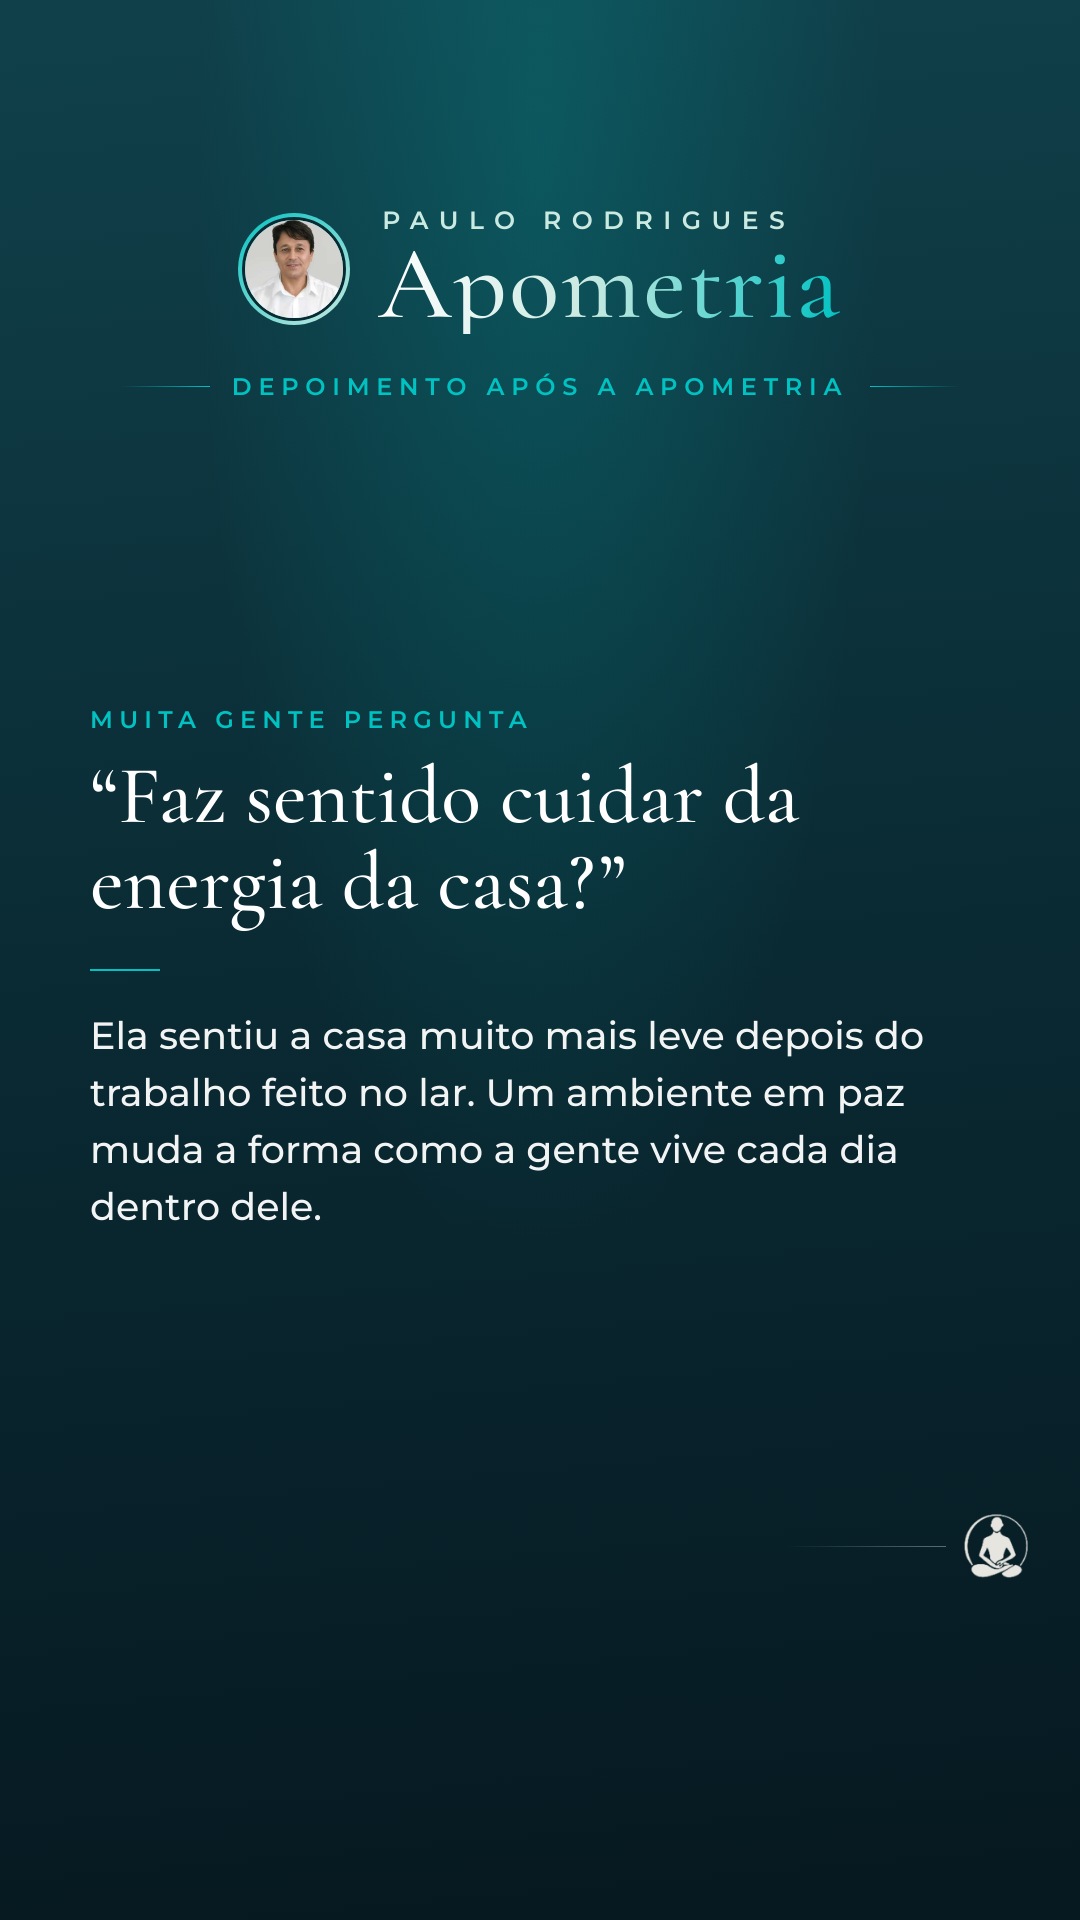 PAULO RODRIGUES
Apometria
DEPOIMENTO APÓS A APOMETRIA
MUITA GENTE PERGUNTA
“Faz sentido cuidar da
energia da casa?”
Ela sentiu a casa muito mais leve depois do
trabalho feito no lar. Um ambiente em paz
muda a forma como a gente vive cada dia
dentro dele.